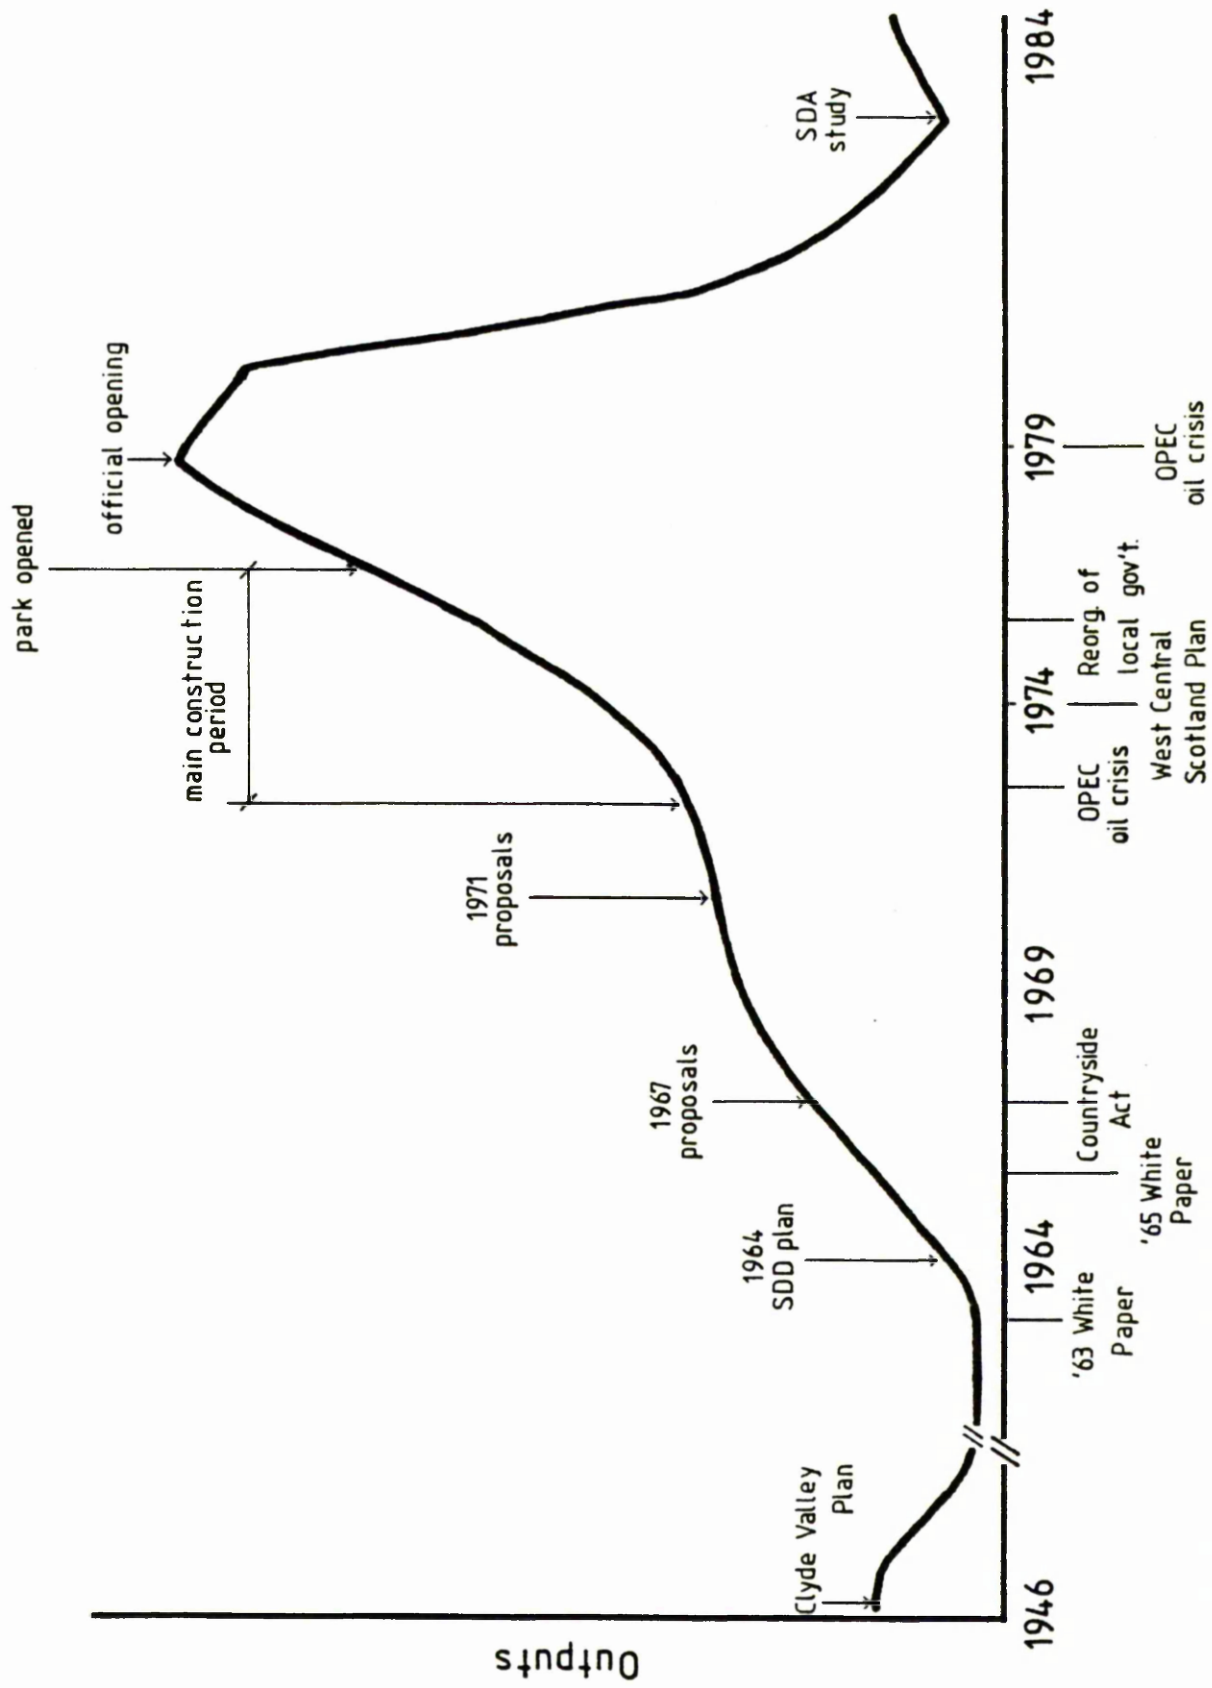 Outputs
park opened
official opening
main construction
period
1971
proposals
1967
proposals
1964
SDD plan
Clyde Valley
Plan
SDA
study
1946
1964
1969
1974
1979
1984
'63 White
Paper
'65 White
Paper
Countryside
Act
OPEC
oil crisis
West Central
Scotland Plan
Reorg. of
local gov't.
OPEC
oil crisis